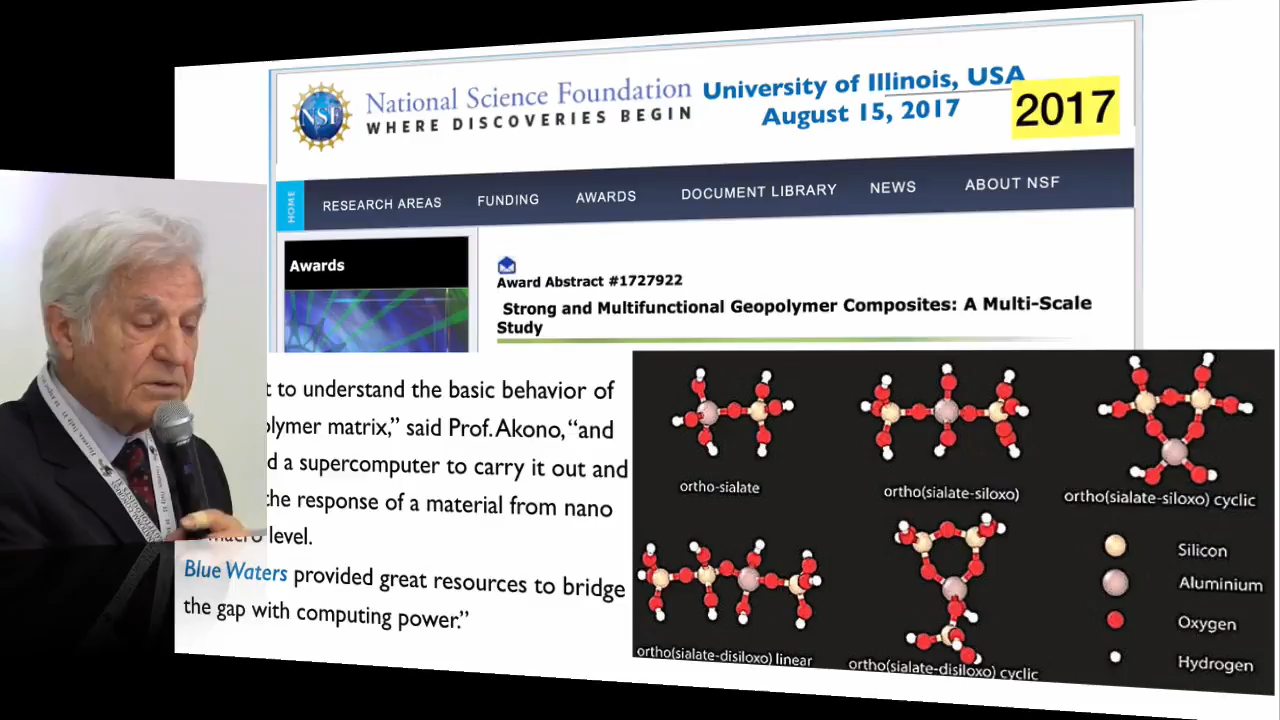 National Science Foundation
WHERE DISCOVERIES BEGIN
NSF
University of Illinois, USA
August 15, 2017
2017
HOME
RESEARCH AREAS
FUNDING
AWARDS
DOCUMENT LIBRARY
NEWS
ABOUT NSF
Awards
Award Abstract #1727922
Strong and Multifunctional Geopolymer Composites: A Multi-Scale
Study
t to understand the basic behavior of
olymer matrix,” said Prof. Akono, “and
d a supercomputer to carry it out and
the response of a material from nano
macro level.
Blue Waters provided great resources to bridge
the gap with computing power.”
ortho-sialate
ortho(sialate-siloxo)
ortho(sialate-siloxo) cyclic
ortho(sialate-disiloxo) linear
ortho(sialate-disiloxo) cyclic
Silicon
Aluminium
Oxygen
Hydrogen